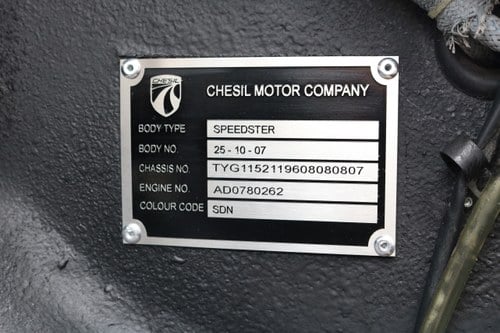 CHESIL
CHESIL MOTOR COMPANY
BODY TYPE SPEEDSTER
BODY NO. 25 - 10 - 07
CHASSIS NO. TYG1152119608080807
ENGINE NO. AD0780262
COLOUR CODE SDN